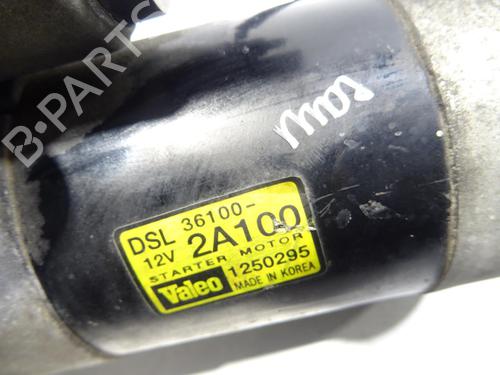 B-PARTS
DSL 36100-
12V 2A100
STARTER MOTOR
Valeo 1250295
MADE IN KOREA